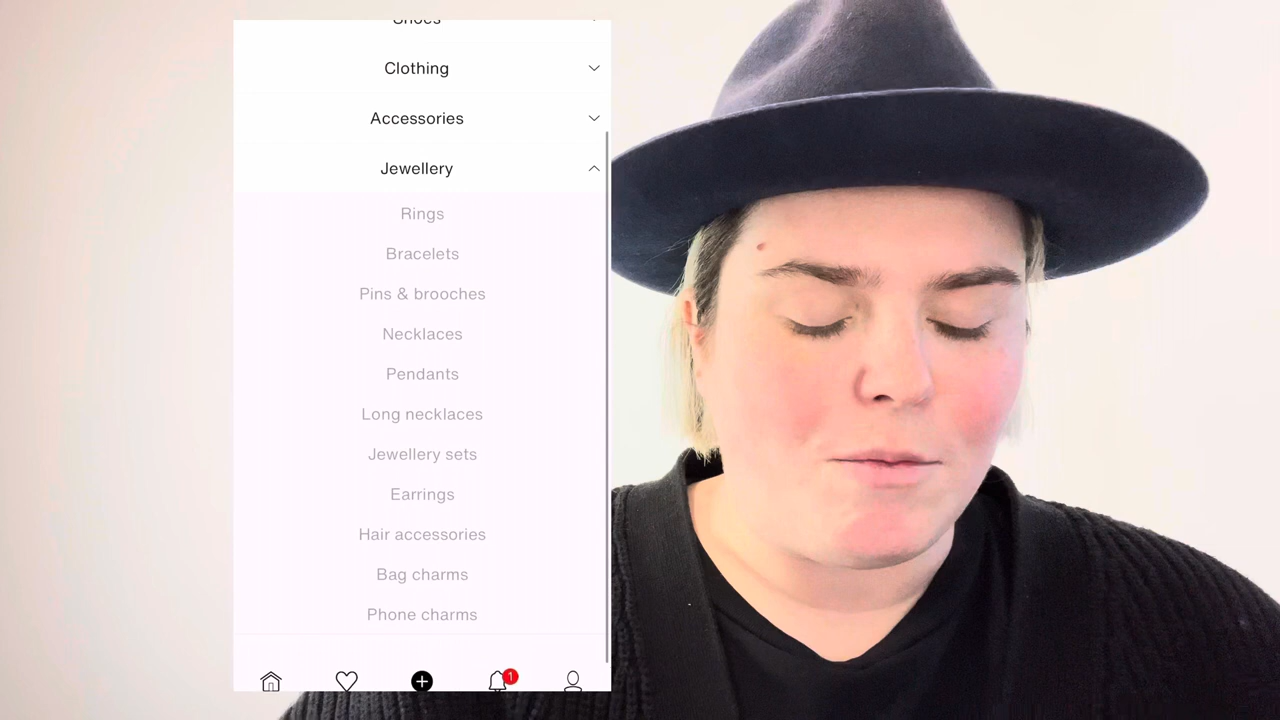 Shoes
Clothing
Accessories
Jewellery
Rings
Bracelets
Pins & brooches
Necklaces
Pendants
Long necklaces
Jewellery sets
Earrings
Hair accessories
Bag charms
Phone charms
1